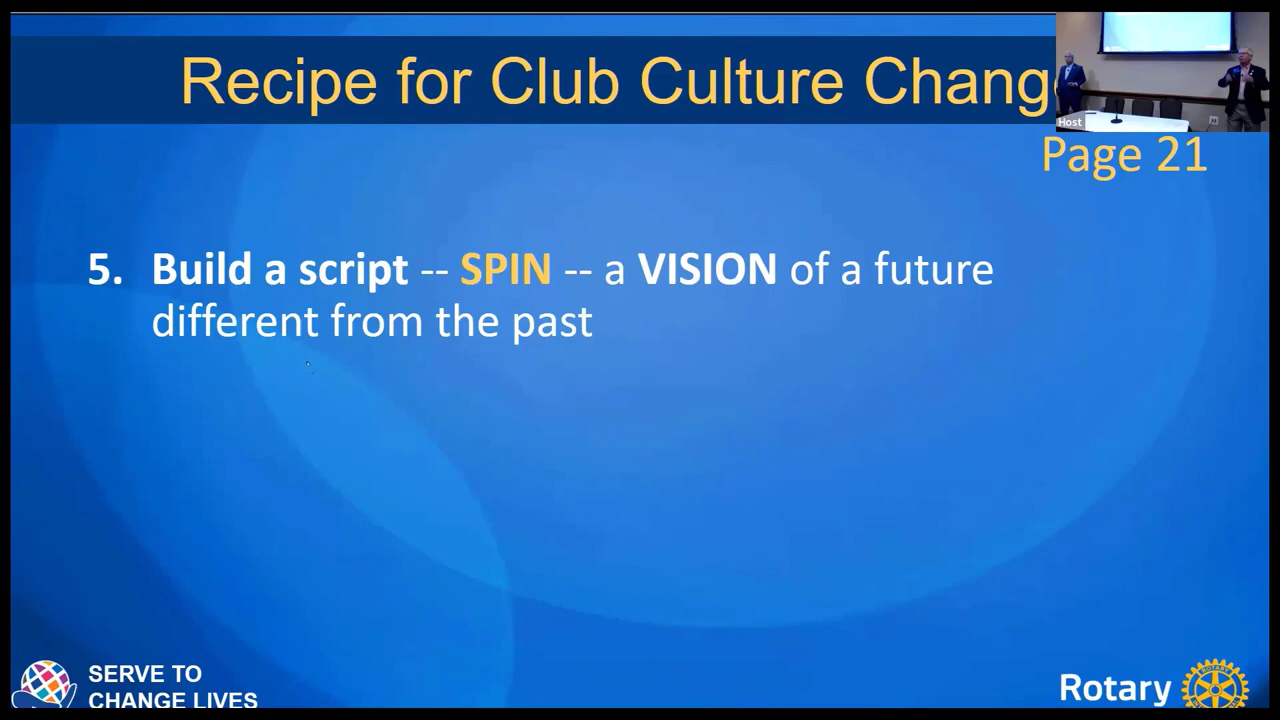 Recipe for Club Culture Chang
Host
Page 21
5. Build a script -- SPIN -- a VISION of a future
different from the past
SERVE TO
CHANGE LIVES
Rotary